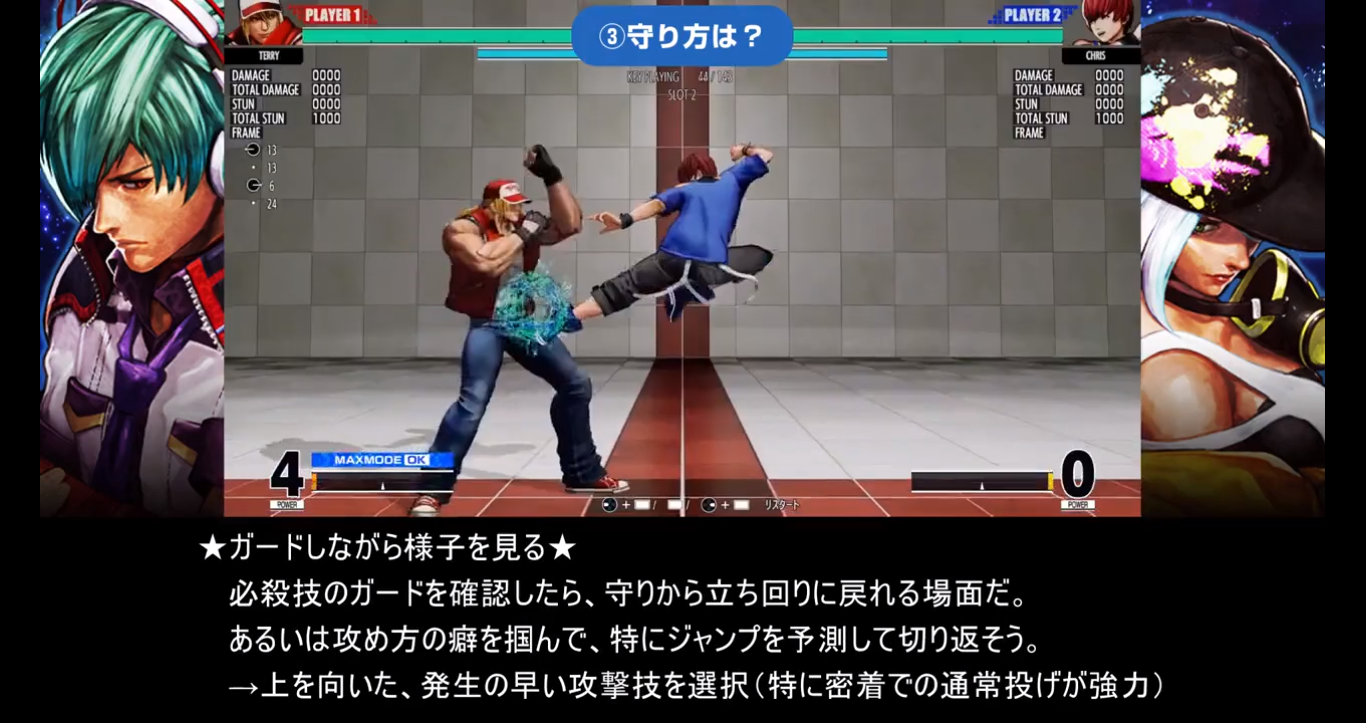 PLAYER 1
③守り方は？
PLAYER 2
TERRY
CHRIS
DAMAGE 0000
TOTAL DAMAGE 0000
STUN 0000
TOTAL STUN 1000
FRAME
13
13
6
24
KEY PLAYING 44/143
SLOT 2
DAMAGE 0000
TOTAL DAMAGE 0000
STUN 0000
TOTAL STUN 1000
FRAME
4
MAXMODE OK
POWER
+ / / + リスタート
0
POWER
★ガードしながら様子を見る★
必殺技のガードを確認したら、守りから立ち回りに戻れる場面だ。
あるいは攻め方の癖を掴んで、特にジャンプを予測して切り返そう。
→上を向いた、発生の早い攻撃技を選択（特に密着での通常投げが強力）